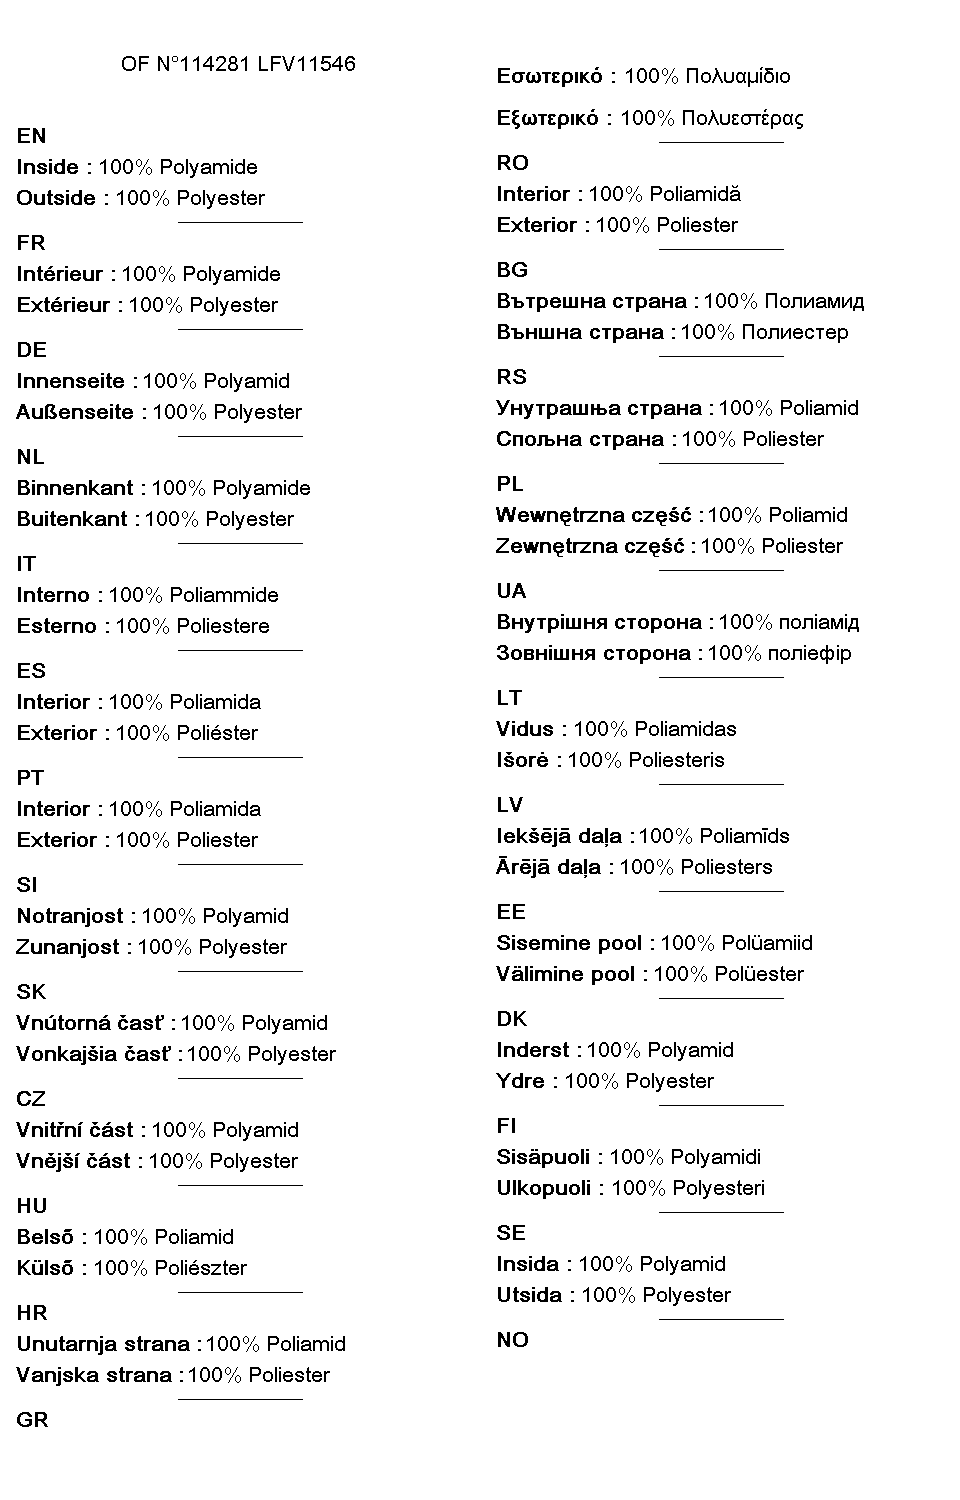 OF N°114281 LFV11546
EN
Inside : 100% Polyamide
Outside : 100% Polyester
FR
Intérieur : 100% Polyamide
Extérieur : 100% Polyester
DE
Innenseite : 100% Polyamid
Außenseite : 100% Polyester
NL
Binnenkant : 100% Polyamide
Buitenkant : 100% Polyester
IT
Interno : 100% Poliammide
Esterno : 100% Poliestere
ES
Interior : 100% Poliamida
Exterior : 100% Poliéster
PT
Interior : 100% Poliamida
Exterior : 100% Poliester
SI
Notranjost : 100% Polyamid
Zunanjost : 100% Polyester
SK
Vnútorná časť : 100% Polyamid
Vonkajšia časť : 100% Polyester
CZ
Vnitřní část : 100% Polyamid
Vnější část : 100% Polyester
HU
Belső : 100% Poliamid
Külső : 100% Poliészter
HR
Unutarnja strana : 100% Poliamid
Vanjska strana : 100% Poliester
GR
Εσωτερικό : 100% Πολυαμίδιο
Εξωτερικό : 100% Πολυεστέρας
RO
Interior : 100% Poliamidă
Exterior : 100% Poliester
BG
Вътрешна страна : 100% Полиамид
Външна страна : 100% Полиестер
RS
Унутрашња страна : 100% Poliamid
Спољна страна : 100% Poliester
PL
Wewnętrzna część : 100% Poliamid
Zewnętrzna część : 100% Poliester
UA
Внутрішня сторона : 100% поліамід
Зовнішня сторона : 100% поліефір
LT
Vidus : 100% Poliamidas
Išorė : 100% Poliesteris
LV
Iekšējā daļa : 100% Poliamīds
Ārējā daļa : 100% Poliesters
EE
Sisemine pool : 100% Polüamiid
Välimine pool : 100% Polüester
DK
Inderst : 100% Polyamid
Ydre : 100% Polyester
FI
Sisäpuoli : 100% Polyamidi
Ulkopuoli : 100% Polyesteri
SE
Insida : 100% Polyamid
Utsida : 100% Polyester
NO